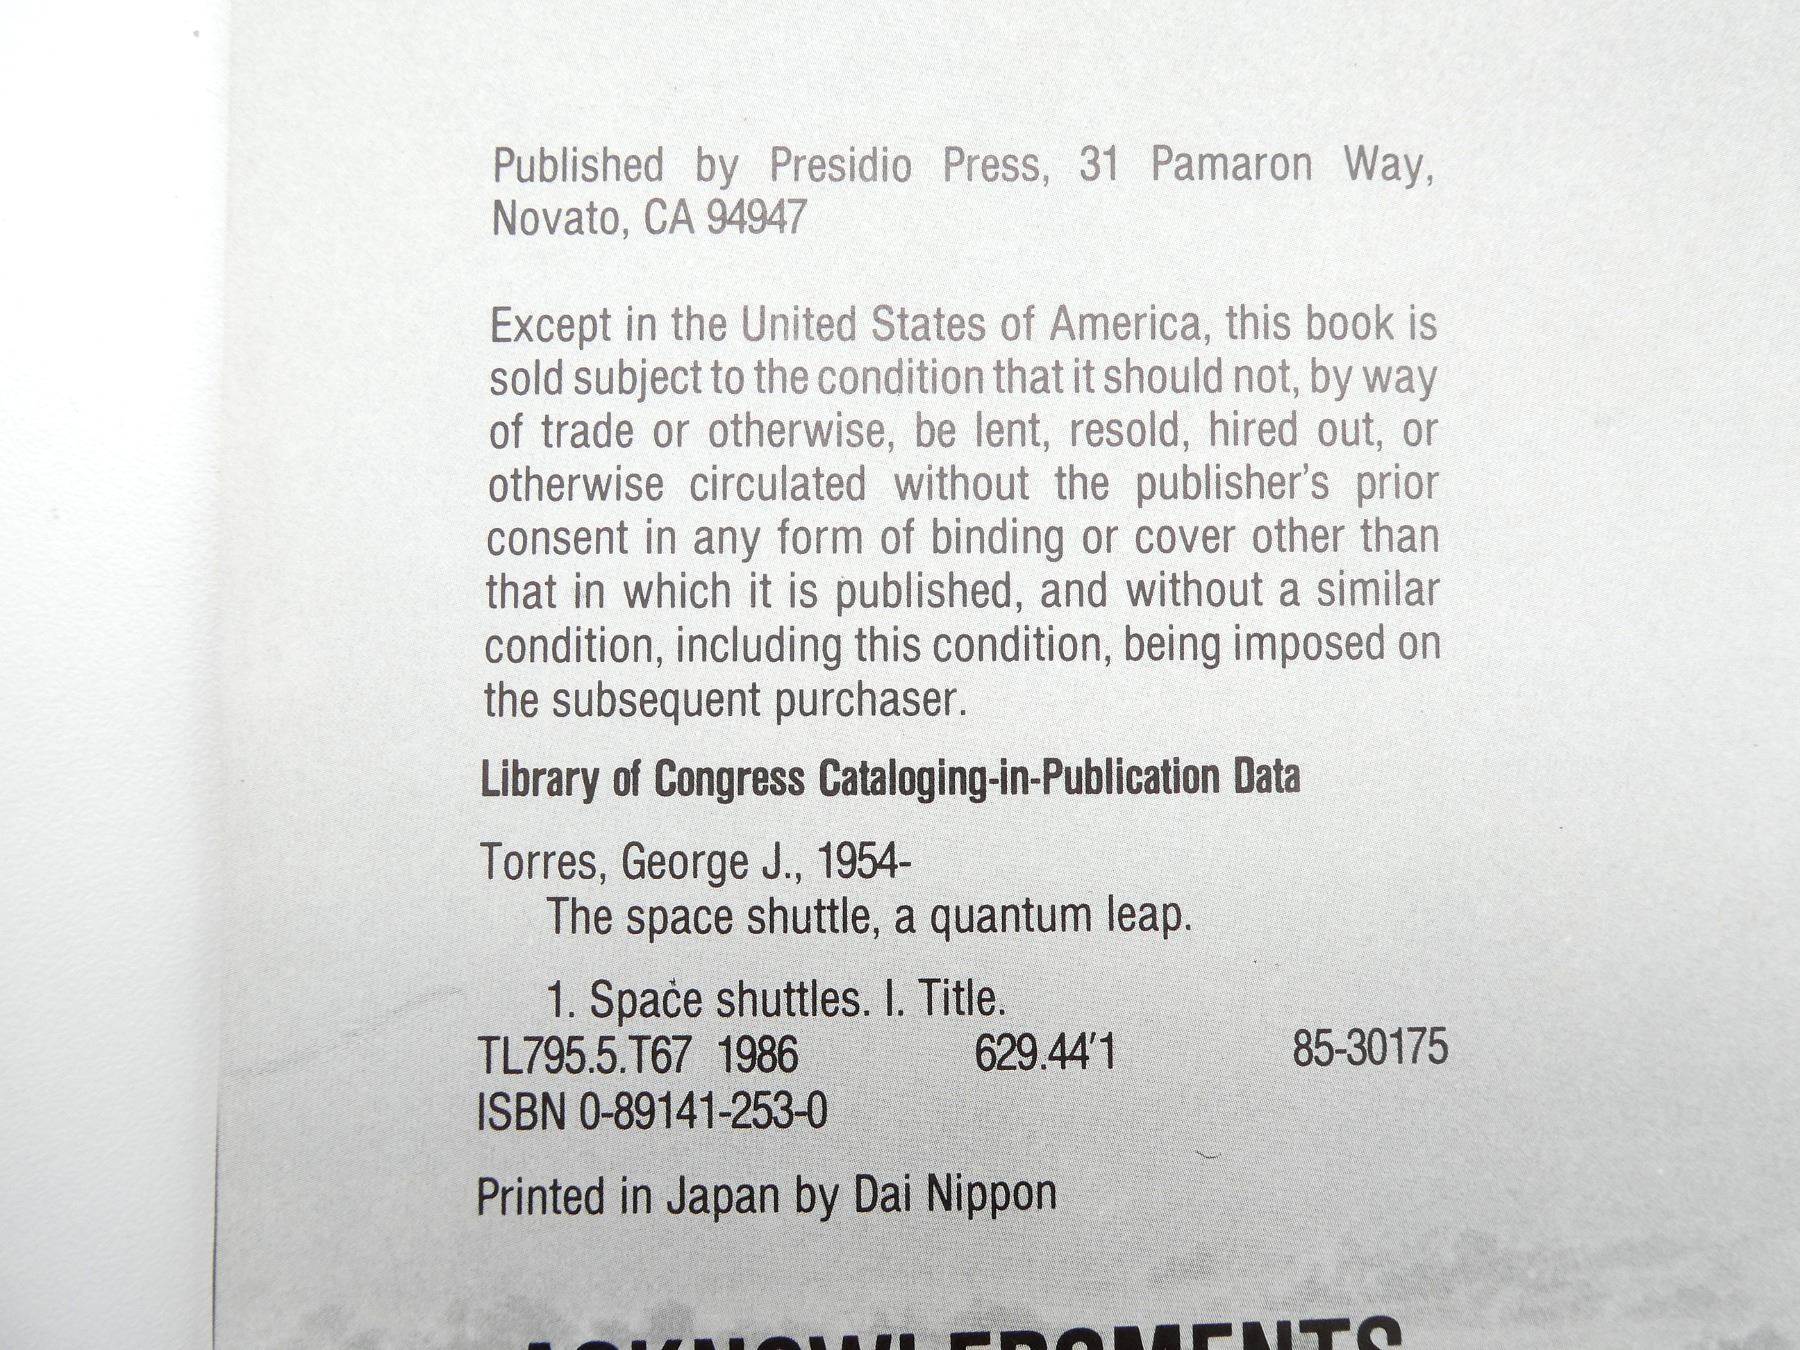 Published by Presidio Press, 31 Pamaron Way,
Novato, CA 94947
Except in the United States of America, this book is
sold subject to the condition that it should not, by way
of trade or otherwise, be lent, resold, hired out, or
otherwise circulated without the publisher's prior
consent in any form of binding or cover other than
that in which it is published, and without a similar
condition, including this condition, being imposed on
the subsequent purchaser.
Library of Congress Cataloging-in-Publication Data
Torres, George J., 1954-
The space shuttle, a quantum leap.
1. Space shuttles. I. Title.
TL795.5.T67 1986 629.44'1 85-30175
ISBN 0-89141-253-0
Printed in Japan by Dai Nippon
ACKNOWLEDGMENTS